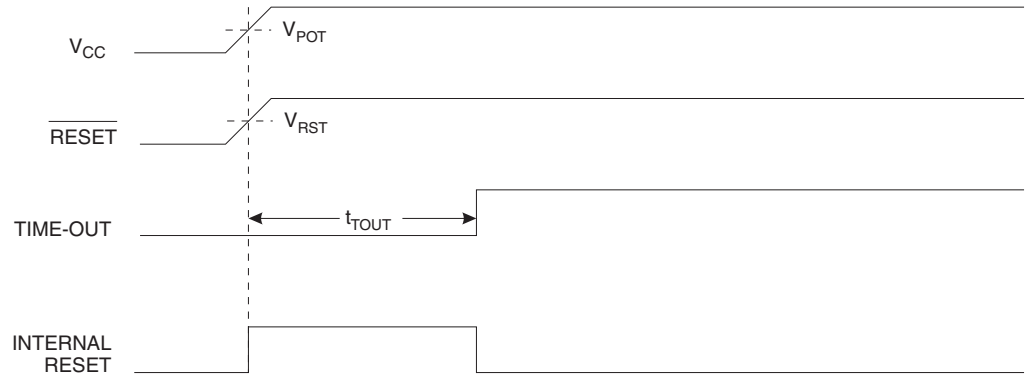 V_CC
V_POT
RESET
V_RST
TIME-OUT
t_TOUT
INTERNAL
RESET